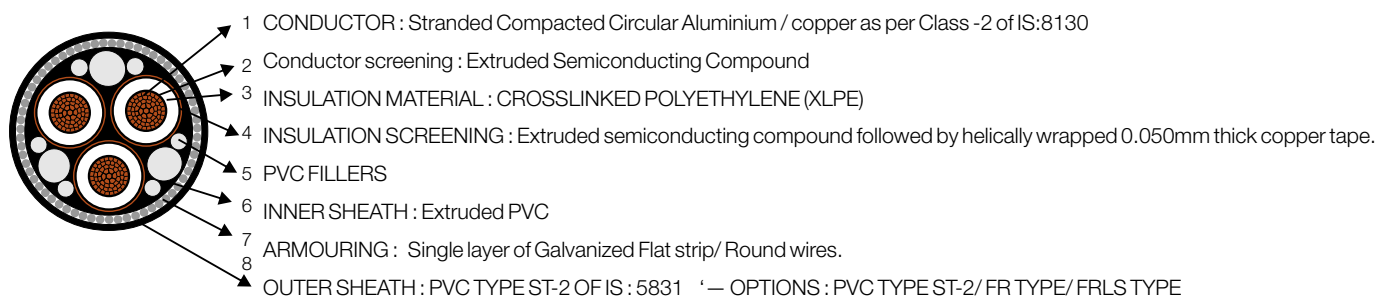 1 CONDUCTOR : Stranded Compacted Circular Aluminium / copper as per Class -2 of IS:8130
2 Conductor screening : Extruded Semiconducting Compound
3 INSULATION MATERIAL : CROSSLINKED POLYETHYLENE (XLPE)
4 INSULATION SCREENING : Extruded semiconducting compound followed by helically wrapped 0.050mm thick copper tape.
5 PVC FILLERS
6 INNER SHEATH : Extruded PVC
7 ARMOURING : Single layer of Galvanized Flat strip/ Round wires.
8 OUTER SHEATH : PVC TYPE ST-2 OF IS : 5831 ‘— OPTIONS : PVC TYPE ST-2/ FR TYPE/ FRLS TYPE